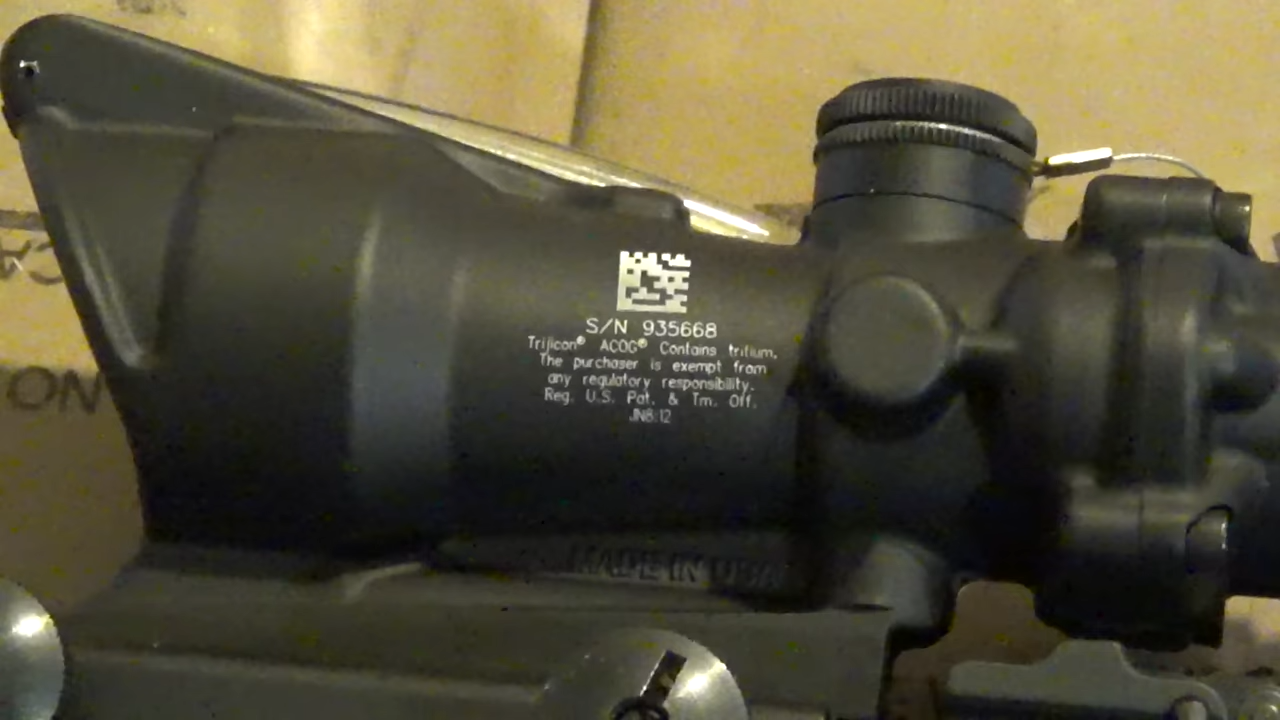 S/N 935668
Trijicon® ACOG® Contains tritium.
The purchaser is exempt from
any regulatory responsibility.
Reg. U.S. Pat. & Tm. Off.
JN8:12
MADE IN USA
ON